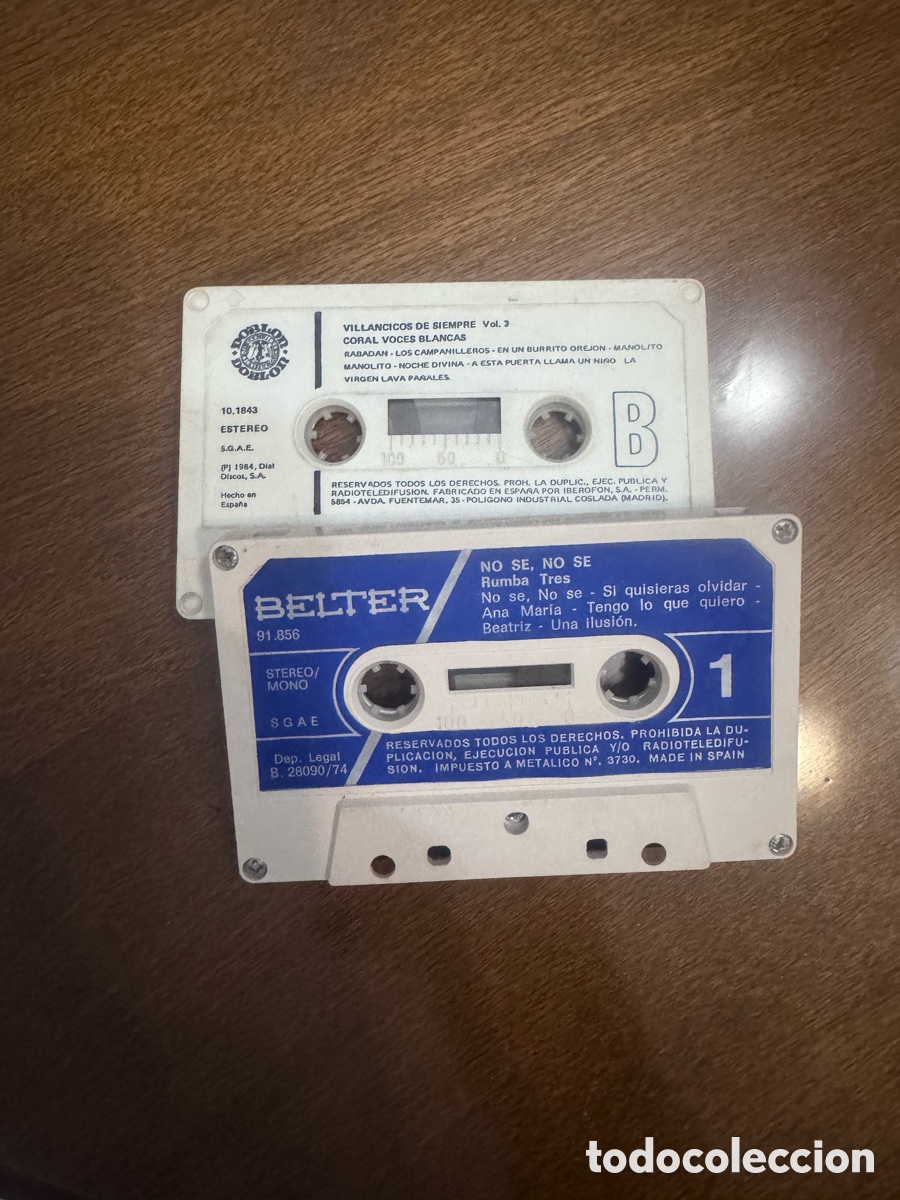 DOBLON
DOBLON
VILLANCICOS DE SIEMPRE Vol. 3
CORAL VOCES BLANCAS
RABADAN - LOS CAMPANILLEROS - EN UN BURRITO OREJON - MANOLITO
MANOLITO - NOCHE DIVINA - A ESTA PUERTA LLAMA UN NIÑO LA
VIRGEN LAVA PAÑALES
10.1843
ESTEREO
S.G.A.E.
(P) 1984, Dial
Discos, S.A.
Hecho en
España
B
100 50 0
RESERVADOS TODOS LOS DERECHOS. PROH. LA DUPLIC., EJEC. PUBLICA Y
RADIOTELEDIFUSION. FABRICADO EN ESPAÑA POR IBEROFON, S.A. - PERM.
5854 - AVDA. FUENTEMAR, 35 - POLIGONO INDUSTRIAL COSLADA (MADRID).
BELTER
91.856
NO SE, NO SE
Rumba Tres
No se, No se - Si quisieras olvidar -
Ana María - Tengo lo que quiero -
Beatriz - Una ilusión.
STEREO/
MONO
SGAE
1
100 50 0
Dep. Legal
B. 28090/74
RESERVADOS TODOS LOS DERECHOS. PROHIBIDA LA DU-
PLICACION, EJECUCION PUBLICA Y/O RADIOTELEDIFU-
SION. IMPUESTO A METALICO Nº. 3730. MADE IN SPAIN
todocoleccion